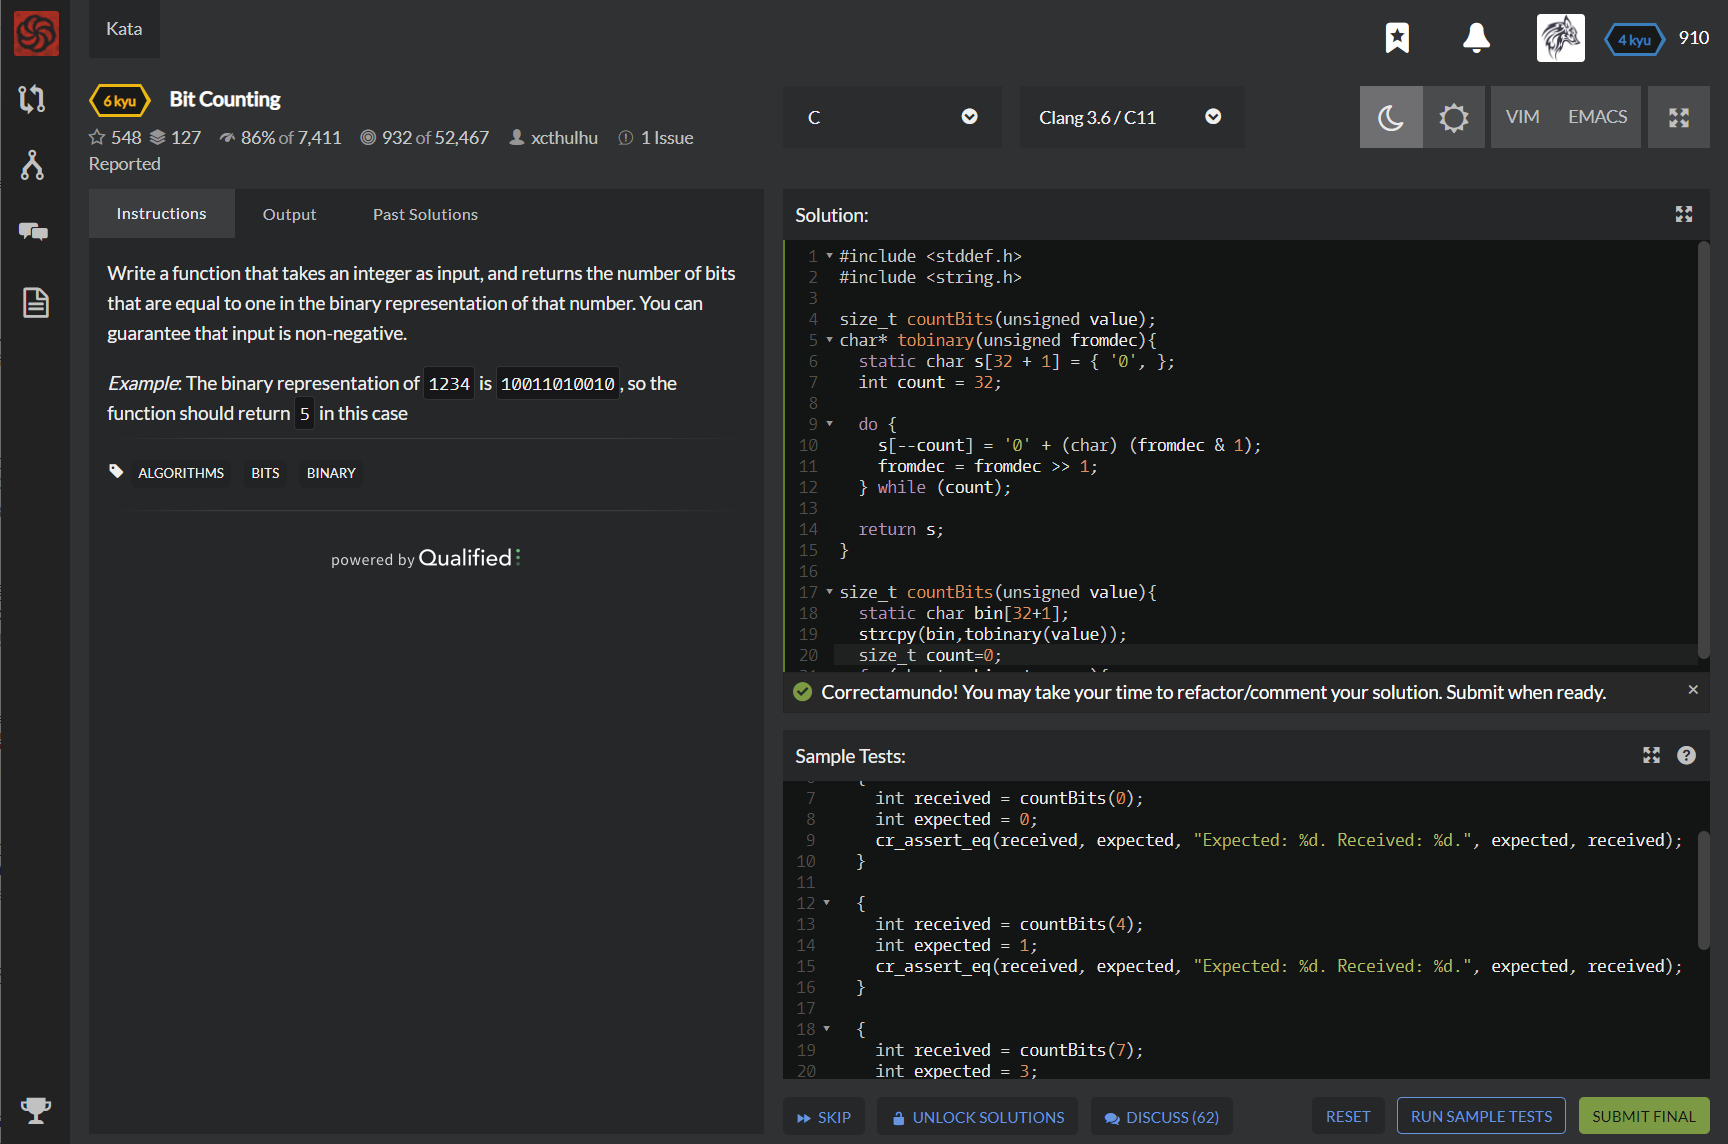 Kata
4 kyu 910
6 kyu Bit Counting
548 127 86% of 7,411 932 of 52,467 xcthulhu 1 Issue
Reported
C
Clang 3.6 / C11
VIM EMACS
Instructions Output Past Solutions
Write a function that takes an integer as input, and returns the number of bits
that are equal to one in the binary representation of that number. You can
guarantee that input is non-negative.
Example: The binary representation of 1234 is 10011010010, so the
function should return 5 in this case
ALGORITHMS BITS BINARY
powered by Qualified
Solution:
1 #include <stddef.h>
2 #include <string.h>
3
4 size_t countBits(unsigned value);
5 char* tobinary(unsigned fromdec){
6 static char s[32 + 1] = { '0', };
7 int count = 32;
8
9 do {
10 s[--count] = '0' + (char) (fromdec & 1);
11 fromdec = fromdec >> 1;
12 } while (count);
13
14 return s;
15 }
16
17 size_t countBits(unsigned value){
18 static char bin[32+1];
19 strcpy(bin,tobinary(value));
20 size_t count=0;
Correctamundo! You may take your time to refactor/comment your solution. Submit when ready. ×
Sample Tests:
?
7 int received = countBits(0);
8 int expected = 0;
9 cr_assert_eq(received, expected, "Expected: %d. Received: %d.", expected, received);
10 }
11
12 {
13 int received = countBits(4);
14 int expected = 1;
15 cr_assert_eq(received, expected, "Expected: %d. Received: %d.", expected, received);
16 }
17
18 {
19 int received = countBits(7);
20 int expected = 3;
SKIP UNLOCK SOLUTIONS DISCUSS (62) RESET RUN SAMPLE TESTS SUBMIT FINAL